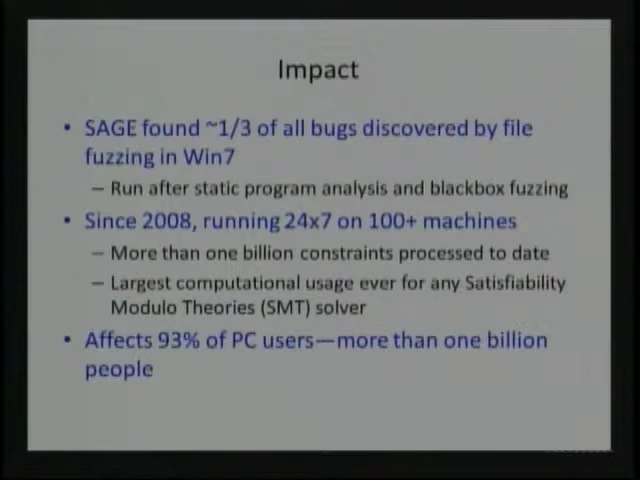 Impact
• SAGE found ~1/3 of all bugs discovered by file
fuzzing in Win7
– Run after static program analysis and blackbox fuzzing
• Since 2008, running 24x7 on 100+ machines
– More than one billion constraints processed to date
– Largest computational usage ever for any Satisfiability
Modulo Theories (SMT) solver
• Affects 93% of PC users—more than one billion
people